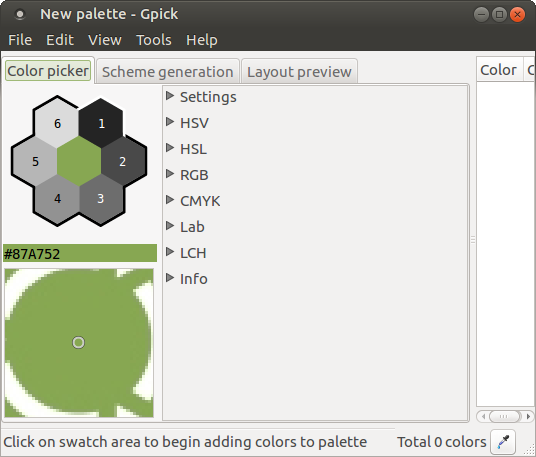 New palette - Gpick
File Edit View Tools Help
Color picker Scheme generation Layout preview
Color C
6 1
5 2
4 3
#87A752
Settings
HSV
HSL
RGB
CMYK
Lab
LCH
Info
Click on swatch area to begin adding colors to palette
Total 0 colors